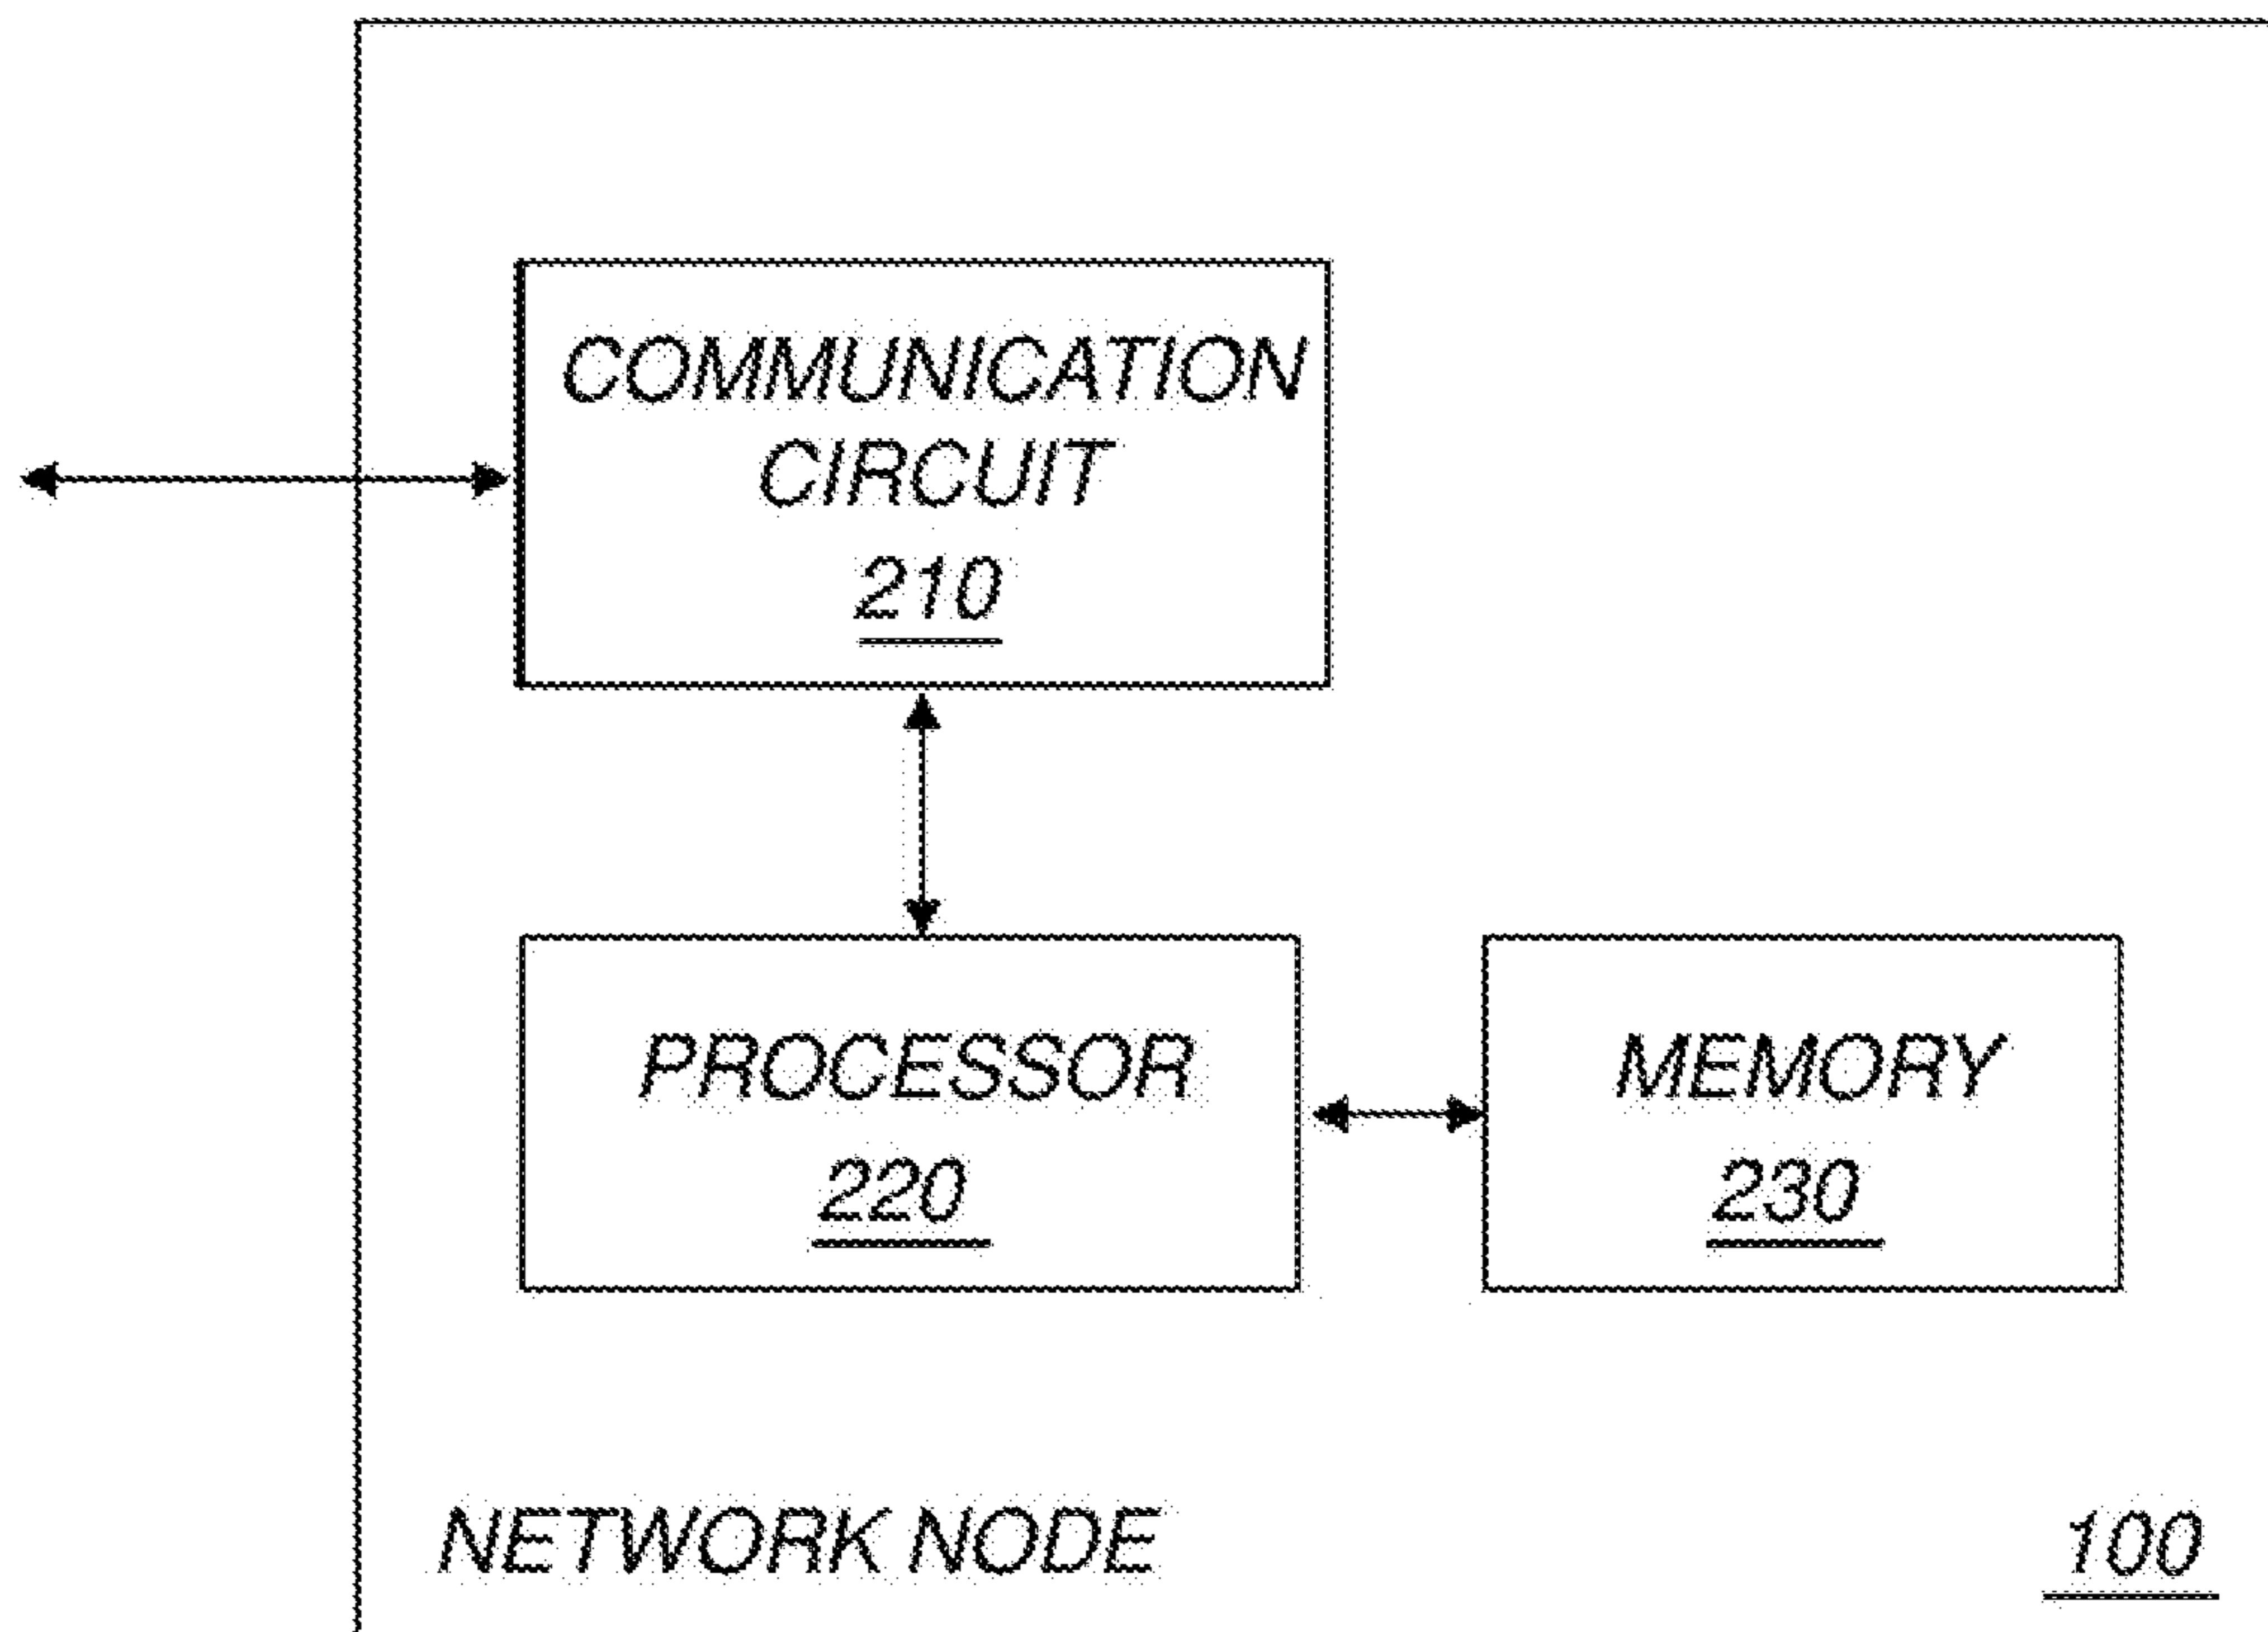 COMMUNICATION
CIRCUIT
210
PROCESSOR
220
MEMORY
230
NETWORK NODE
100